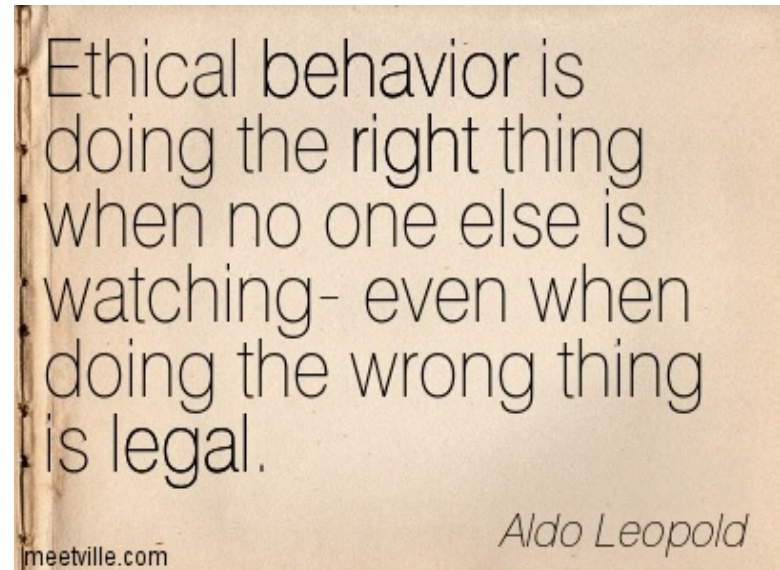 Ethical behavior is
doing the right thing
when no one else is
watching- even when
doing the wrong thing
is legal.
Aldo Leopold
meetville.com